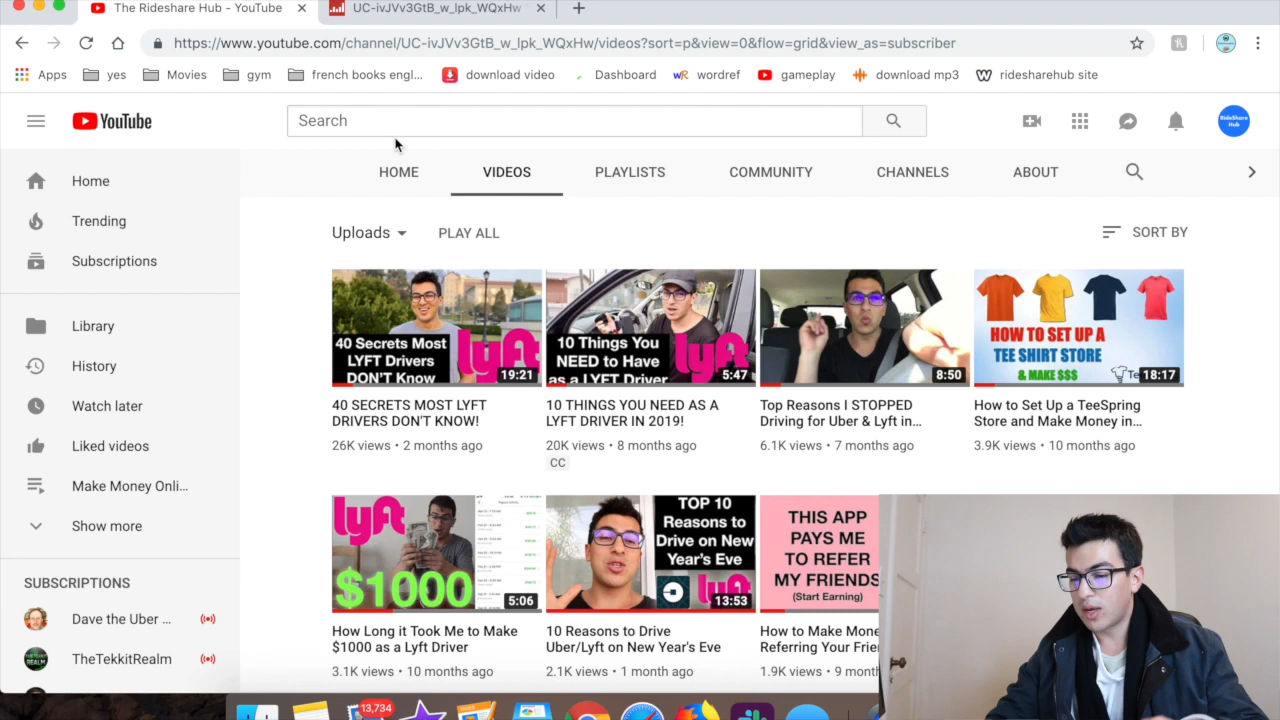 The Rideshare Hub - YouTube
UC-ivJVv3GtB_w_lpk_WQxHw
https://www.youtube.com/channel/UC-ivJVv3GtB_w_lpk_WQxHw/videos?sort=p&view=0&flow=grid&view_as=subscriber
Apps yes Movies gym french books engl... download video Dashboard wordref gameplay download mp3 ridesharehub site
YouTube
Search
RideShare
Hub
HOME VIDEOS PLAYLISTS COMMUNITY CHANNELS ABOUT
Home
Trending
Subscriptions
Library
History
Watch later
Liked videos
Make Money Onli...
Show more
SUBSCRIPTIONS
Dave the Uber ...
TheTekkitRealm
Uploads PLAY ALL SORT BY
40 Secrets Most
LYFT Drivers
DON'T Know
lyft
19:21
40 SECRETS MOST LYFT
DRIVERS DON'T KNOW!
26K views • 2 months ago
10 Things You
NEED to Have
as a LYFT Driver
lyft
5:47
10 THINGS YOU NEED AS A
LYFT DRIVER IN 2019!
20K views • 8 months ago
CC
8:50
Top Reasons I STOPPED
Driving for Uber & Lyft in...
6.1K views • 7 months ago
HOW TO SET UP A
TEE SHIRT STORE
& MAKE $$$
18:17
How to Set Up a TeeSpring
Store and Make Money in...
3.9K views • 10 months ago
lyft
$1000
5:06
How Long it Took Me to Make
$1000 as a Lyft Driver
3.1K views • 10 months ago
TOP 10
Reasons to
Drive on New
Year's Eve
lyft
13:53
10 Reasons to Drive
Uber/Lyft on New Year's Eve
2.1K views • 1 month ago
THIS APP
PAYS ME
TO REFER
MY FRIENDS
(Start Earning)
How to Make Mone
Referring Your Frie
1.9K views • 9 mon
13,734